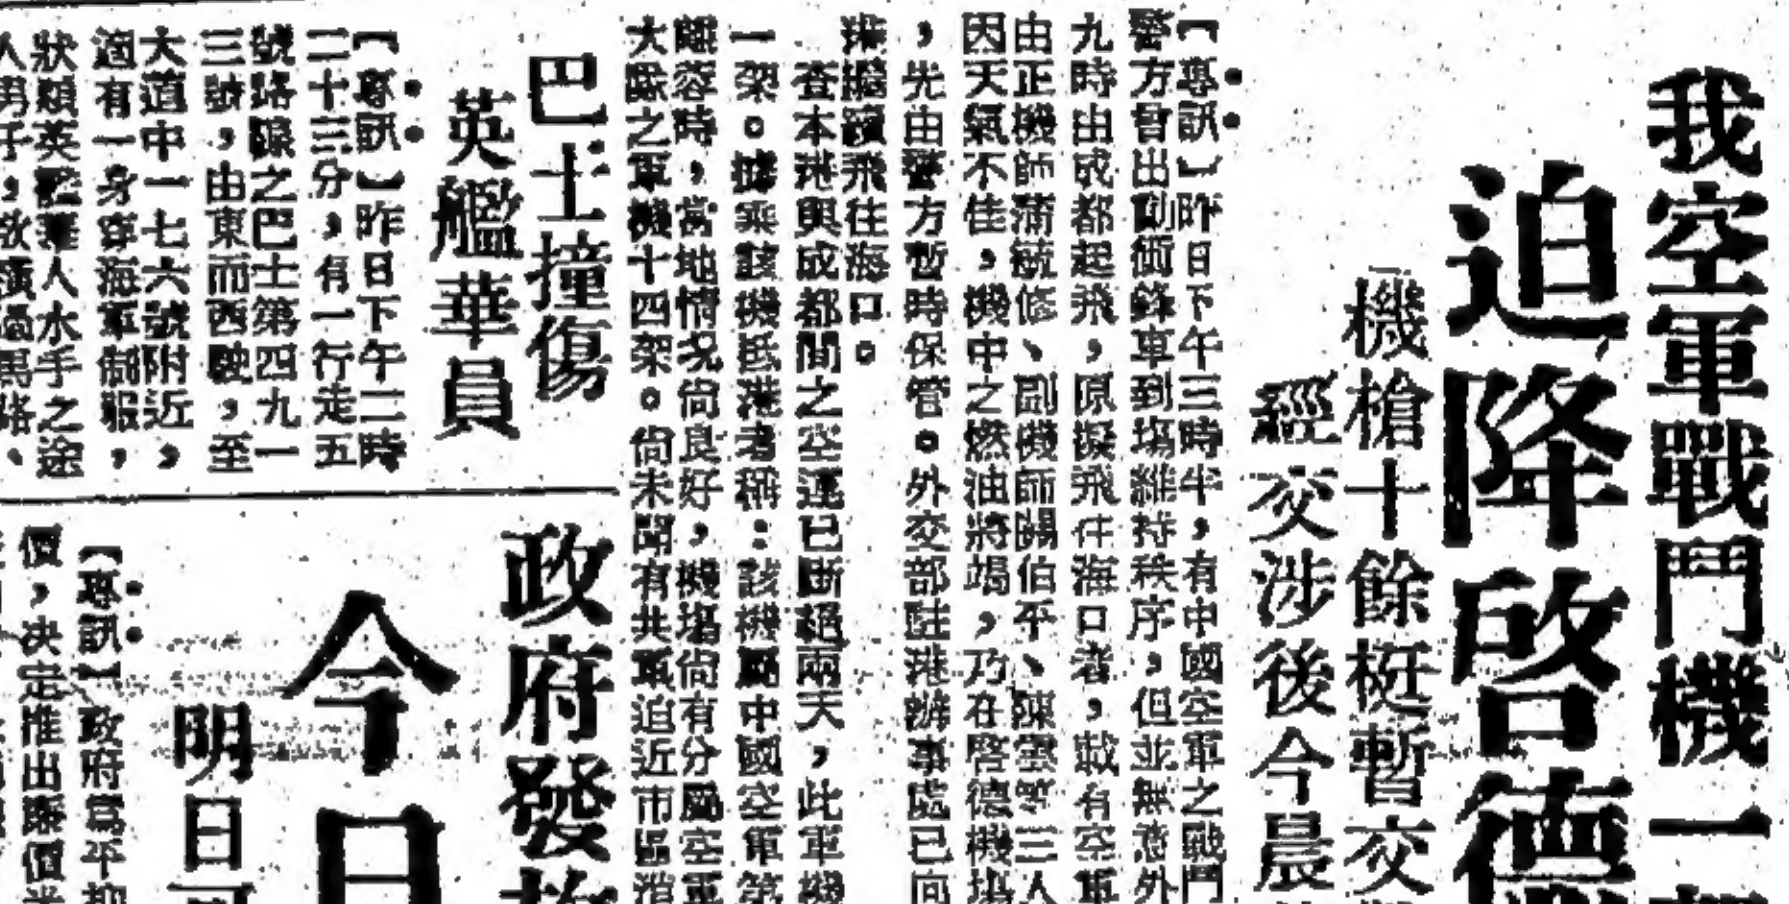 我空軍戰鬥機一
迫降啓德
機槍十餘梃暫交
經交涉後今晨
【專訊】昨日下午三時半，有中國空軍之戰鬥
警方曾出動衝鋒車到塲維持秩序，但並無意外
九時由成都起飛，原擬飛往海口者，載有空軍
由正機師蒲毓修、副機師陽伯平、陳雲等三人
因天氣不佳，機中之燃油將竭，乃在啓德機塲
，先由警方暫時保管。外交部駐港辦事處已向
繼續飛往海口。
查本港與成都間之空運已斷絕兩天，此軍機
一架。據乘該機抵港者稱：該機屬中國空軍第
離蓉時，當地情況尙良好，機塲尙有分屬空軍
大隊之軍機十四架。尙未聞有共軍迫近市區消
巴士撞傷
英艦華員
【專訊】昨日下午二時
二十三分，有一行走五
號路線之巴士第四九一
三號，由東而西駛，至
大道中一七六號附近，
適有一身穿海軍制服，
狀類英艦華人水手之途
人男子，欲橫過馬路、
政府發
今日
明日
【專訊】政府爲平抑
價，决定推出